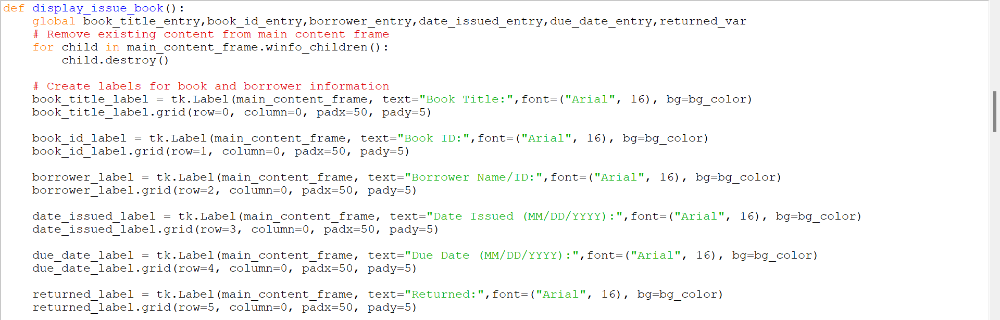 def display_issue_book():
    global book_title_entry,book_id_entry,borrower_entry,date_issued_entry,due_date_entry,returned_var
    # Remove existing content from main content frame
    for child in main_content_frame.winfo_children():
        child.destroy()

    # Create labels for book and borrower information
    book_title_label = tk.Label(main_content_frame, text="Book Title:",font=("Arial", 16), bg=bg_color)
    book_title_label.grid(row=0, column=0, padx=50, pady=5)

    book_id_label = tk.Label(main_content_frame, text="Book ID:",font=("Arial", 16), bg=bg_color)
    book_id_label.grid(row=1, column=0, padx=50, pady=5)

    borrower_label = tk.Label(main_content_frame, text="Borrower Name/ID:",font=("Arial", 16), bg=bg_color)
    borrower_label.grid(row=2, column=0, padx=50, pady=5)

    date_issued_label = tk.Label(main_content_frame, text="Date Issued (MM/DD/YYYY):",font=("Arial", 16), bg=bg_color)
    date_issued_label.grid(row=3, column=0, padx=50, pady=5)

    due_date_label = tk.Label(main_content_frame, text="Due Date (MM/DD/YYYY):",font=("Arial", 16), bg=bg_color)
    due_date_label.grid(row=4, column=0, padx=50, pady=5)

    returned_label = tk.Label(main_content_frame, text="Returned:",font=("Arial", 16), bg=bg_color)
    returned_label.grid(row=5, column=0, padx=50, pady=5)